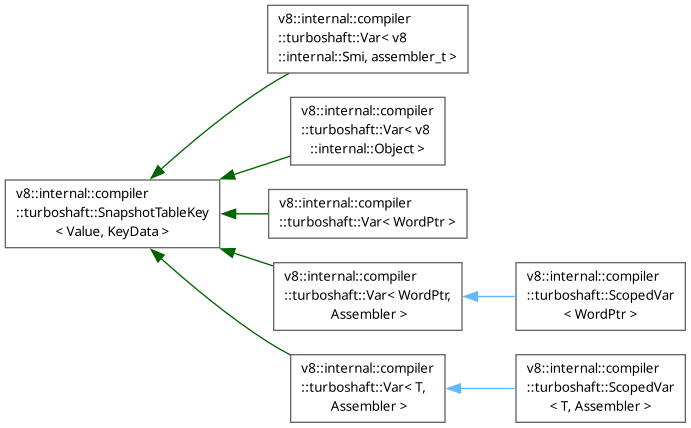 v8::internal::compiler
::turboshaft::Var< v8
::internal::Smi, assembler_t >
v8::internal::compiler
::turboshaft::Var< v8
::internal::Object >
v8::internal::compiler
::turboshaft::SnapshotTableKey
< Value, KeyData >
v8::internal::compiler
::turboshaft::Var< WordPtr >
v8::internal::compiler
::turboshaft::Var< WordPtr,
Assembler >
v8::internal::compiler
::turboshaft::ScopedVar
< WordPtr >
v8::internal::compiler
::turboshaft::Var< T,
Assembler >
v8::internal::compiler
::turboshaft::ScopedVar
< T, Assembler >